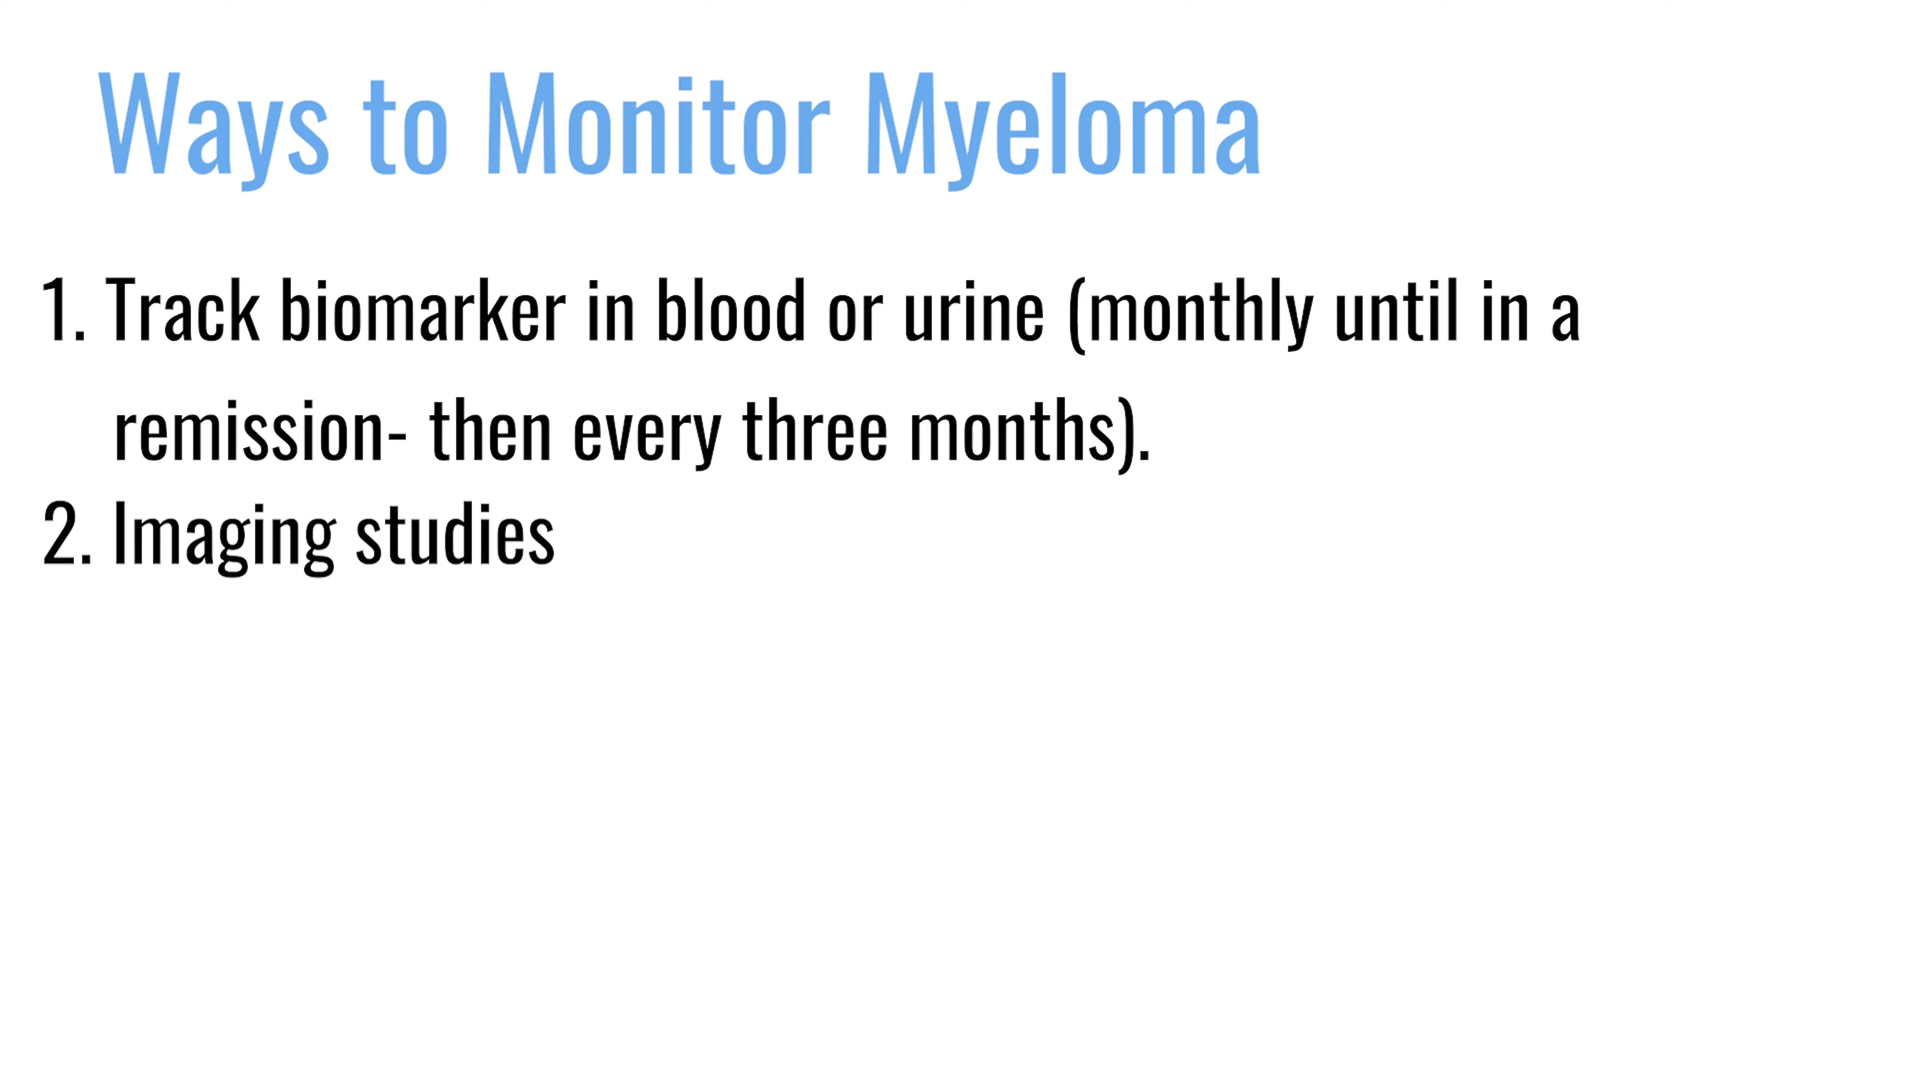 Ways to Monitor Myeloma
1. Track biomarker in blood or urine (monthly until in a
remission- then every three months).
2. Imaging studies